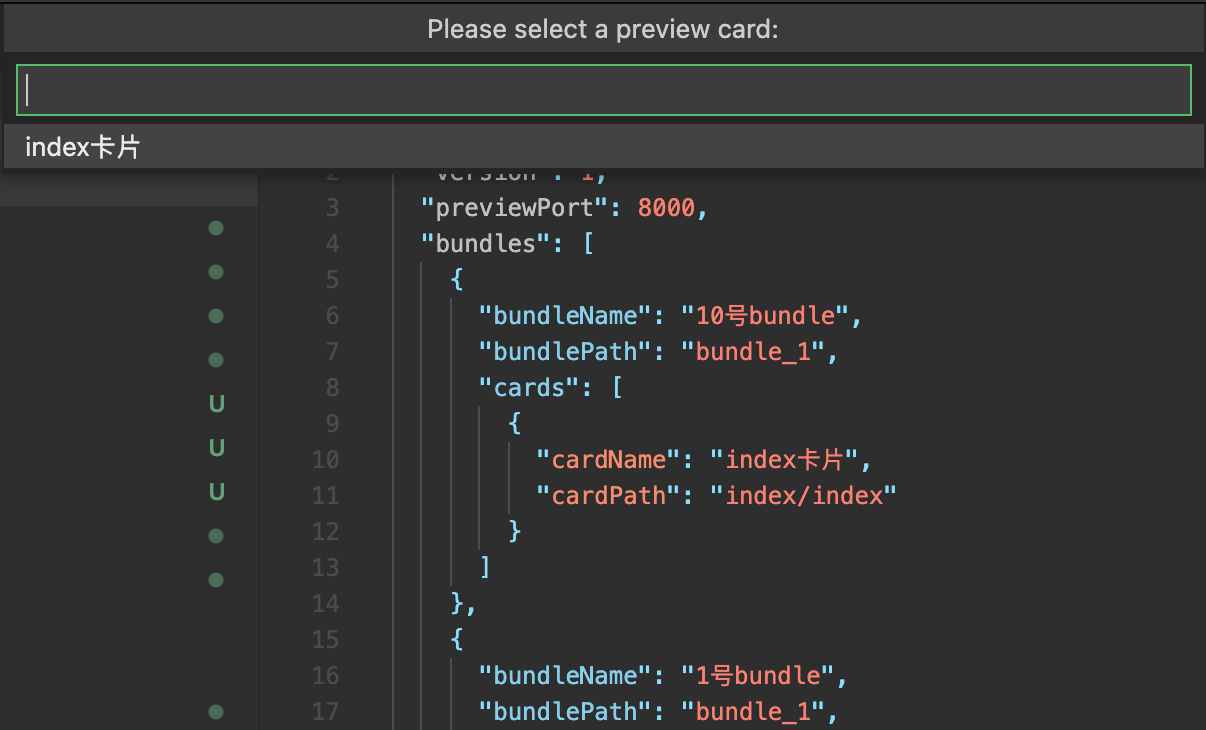 Please select a preview card:
index卡片
2 "version": 1,
3 "previewPort": 8000,
4 "bundles": [
5 {
6 "bundleName": "10号bundle",
7 "bundlePath": "bundle_1",
8 "cards": [
9 {
10 "cardName": "index卡片",
11 "cardPath": "index/index"
12 }
13 ]
14 },
15 {
16 "bundleName": "1号bundle",
17 "bundlePath": "bundle_1",
U
U
U